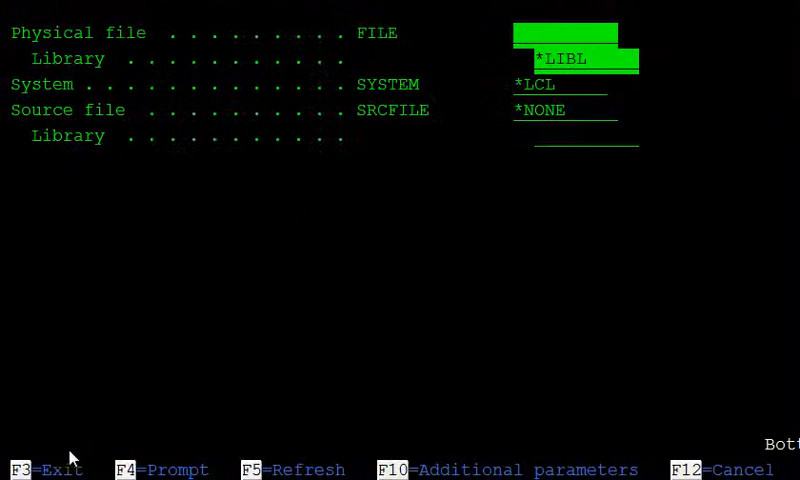 Physical file . . . . . . . . . FILE
Library . . . . . . . . . . . *LIBL
System . . . . . . . . . . . . . SYSTEM *LCL
Source file . . . . . . . . . . SRCFILE *NONE
Library . . . . . . . . . . .
Bott
F3=Exit F4=Prompt F5=Refresh F10=Additional parameters F12=Cancel